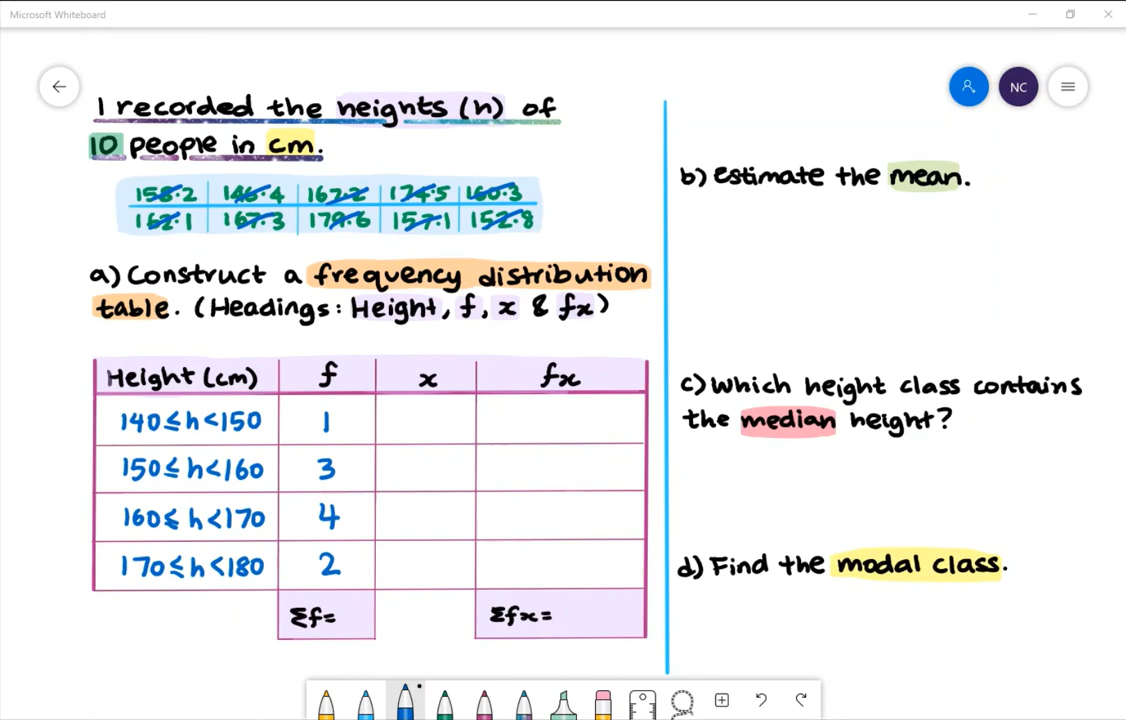 Microsoft Whiteboard
NC
I recorded the heights (h) of
10 people in cm.
158.2 146.4 162.2 174.5 160.3
162.1 167.3 179.6 157.1 152.8
a) Construct a frequency distribution
table. (Headings: Height, f, x & fx)
Height (cm) f x fx
140 ≤ h < 150 1
150 ≤ h < 160 3
160 ≤ h < 170 4
170 ≤ h < 180 2
Σf= Σfx=
b) Estimate the mean.
c) Which height class contains
the median height?
d) Find the modal class.